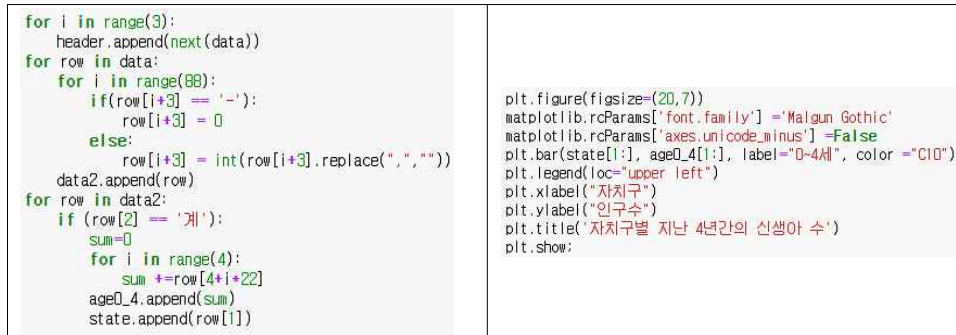 for i in range(3):
    header.append(next(data))
for row in data:
    for i in range(88):
        if(row[i+3] == '-'):
            row[i+3] = 0
        else:
            row[i+3] = int(row[i+3].replace(",",""))
    data2.append(row)
for row in data2:
    if (row[2] == '계'):
        sum=0
        for i in range(4):
            sum +=row[4+i*22]
        age0_4.append(sum)
        state.append(row[1])
plt.figure(figsize=(20,7))
matplotlib.rcParams['font.family'] ='Malgun Gothic'
matplotlib.rcParams['axes.unicode_minus'] =False
plt.bar(state[1:], age0_4[1:], label="0~4세", color ="C10")
plt.legend(loc="upper left")
plt.xlabel("자치구")
plt.ylabel("인구수")
plt.title('자치구별 지난 4년간의 신생아 수')
plt.show;